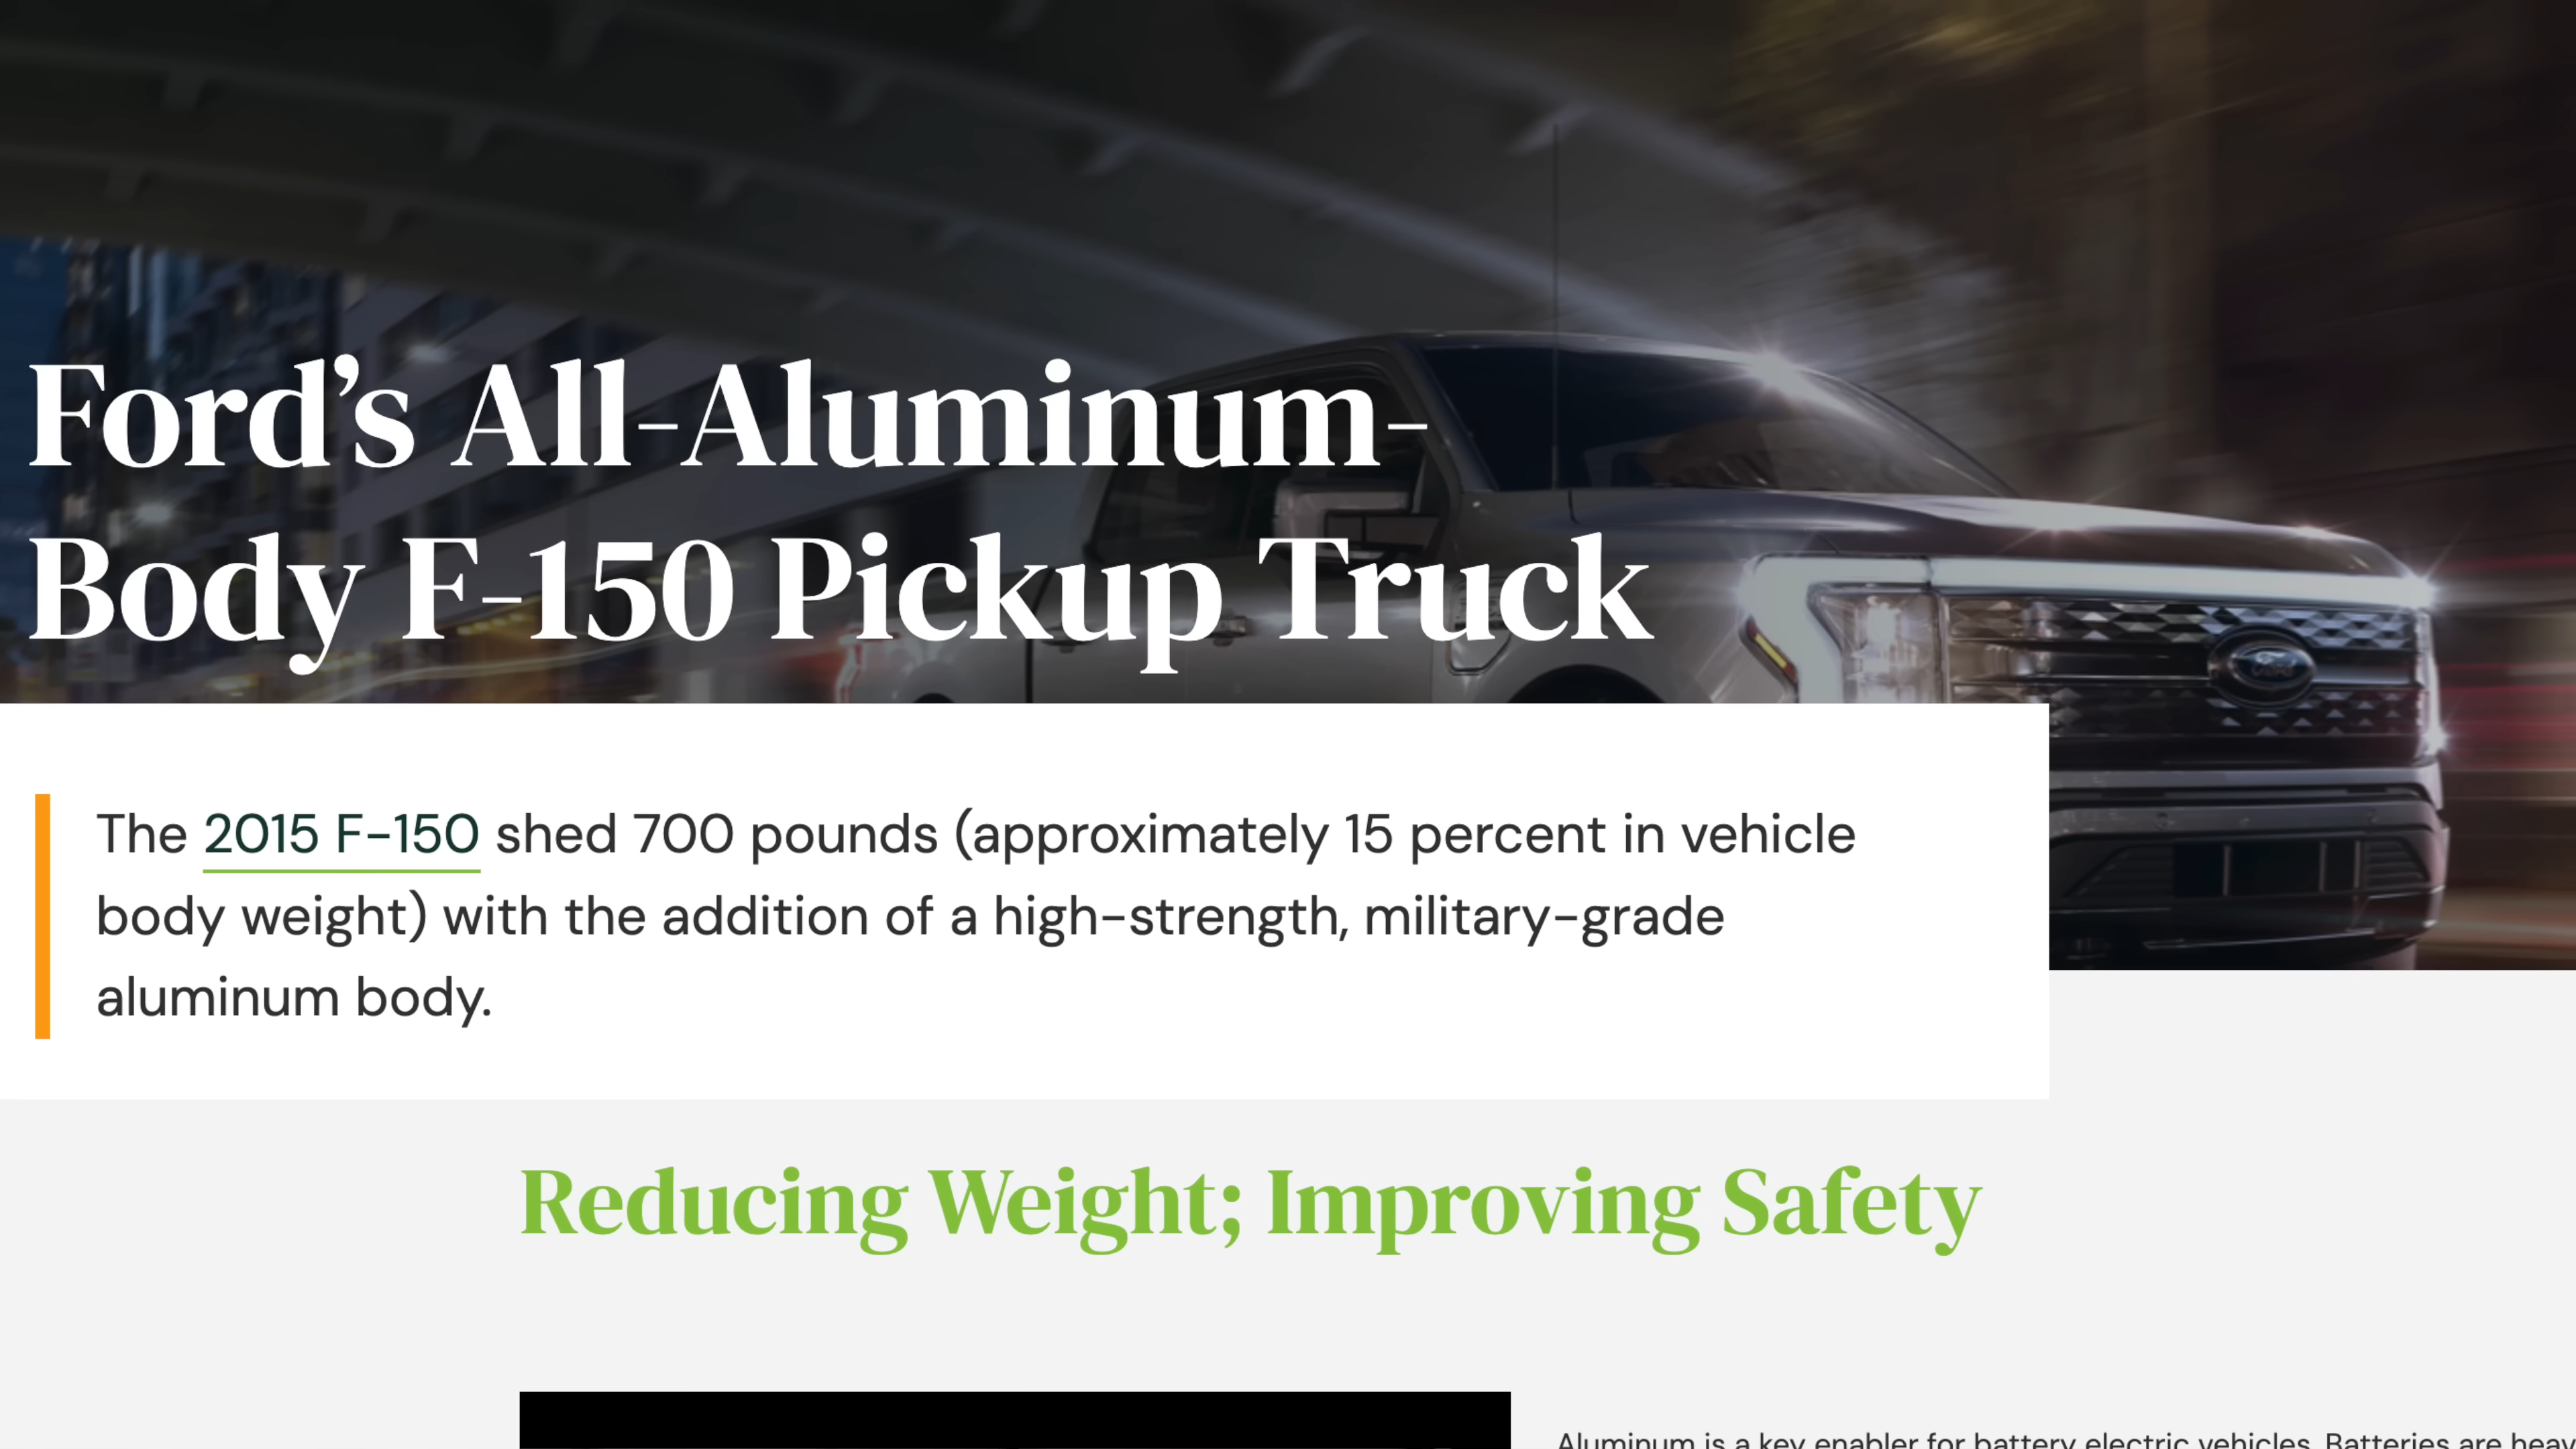 Ford’s All-Aluminum-
Body F-150 Pickup Truck
The 2015 F-150 shed 700 pounds (approximately 15 percent in vehicle
body weight) with the addition of a high-strength, military-grade
aluminum body.
Reducing Weight; Improving Safety
Aluminum is a key enabler for battery electric vehicles. Batteries are